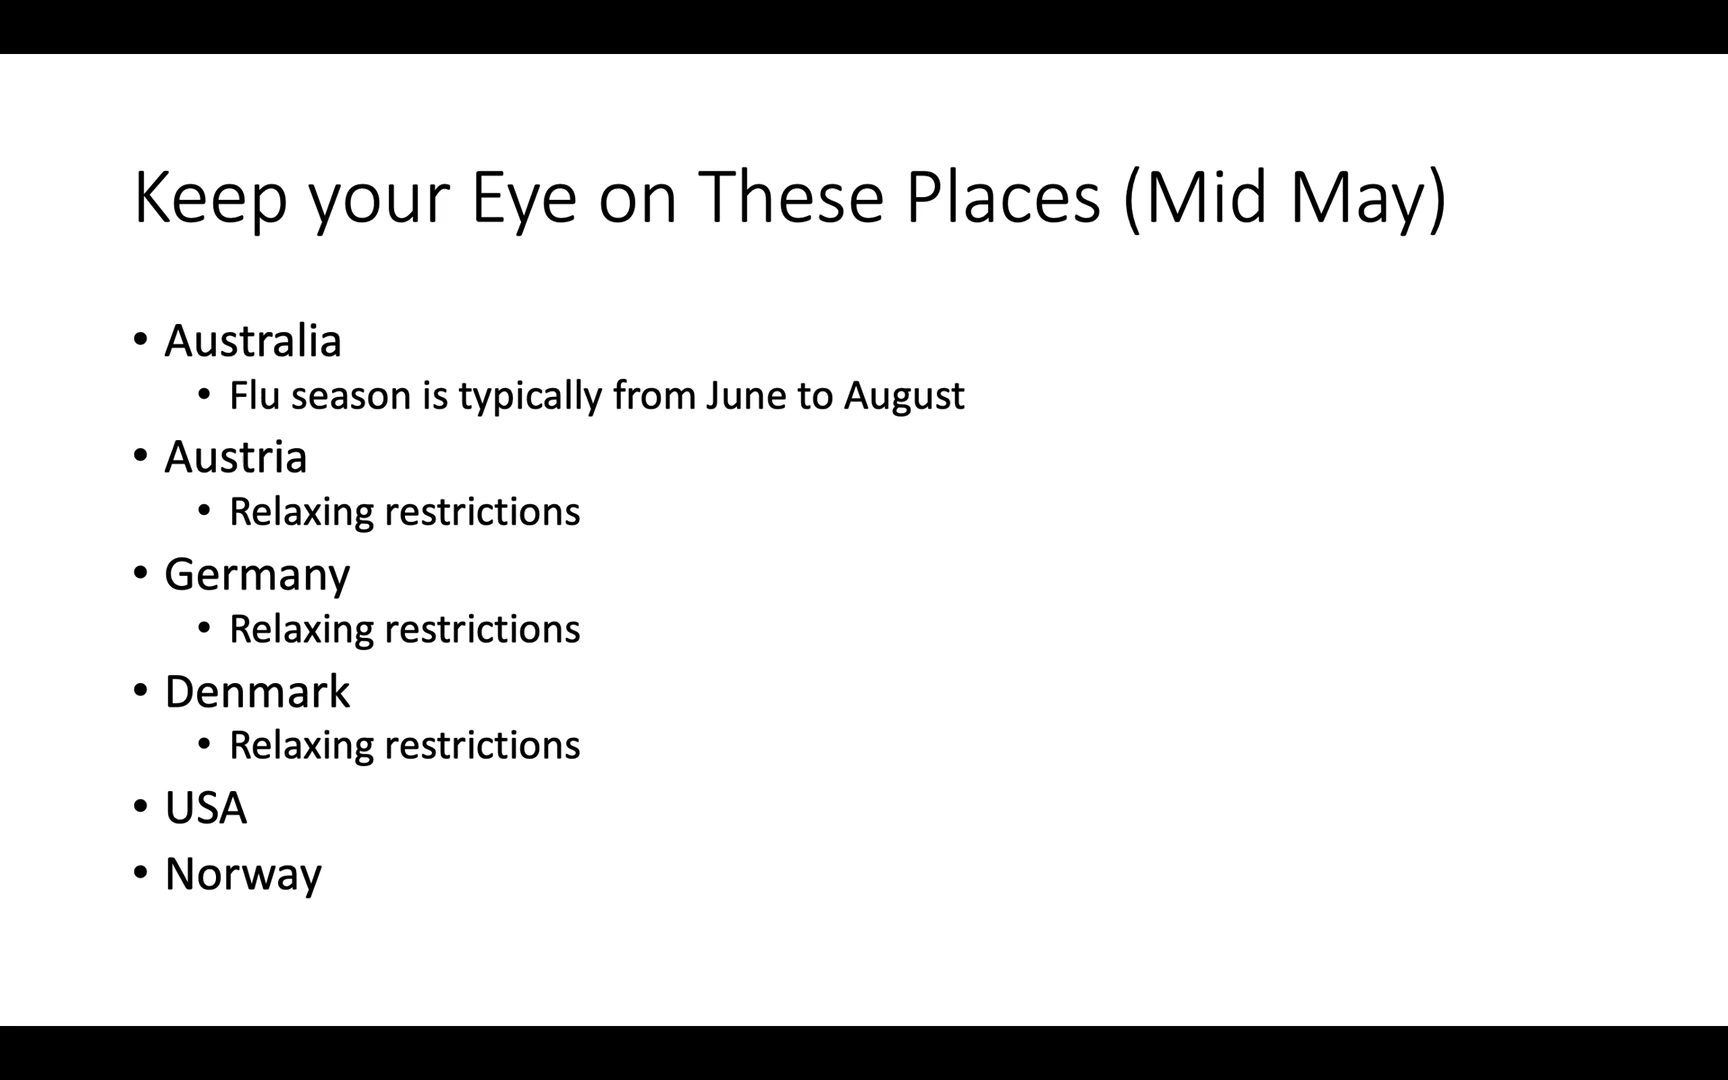 Keep your Eye on These Places (Mid May)
• Australia
• Flu season is typically from June to August
• Austria
• Relaxing restrictions
• Germany
• Relaxing restrictions
• Denmark
• Relaxing restrictions
• USA
• Norway